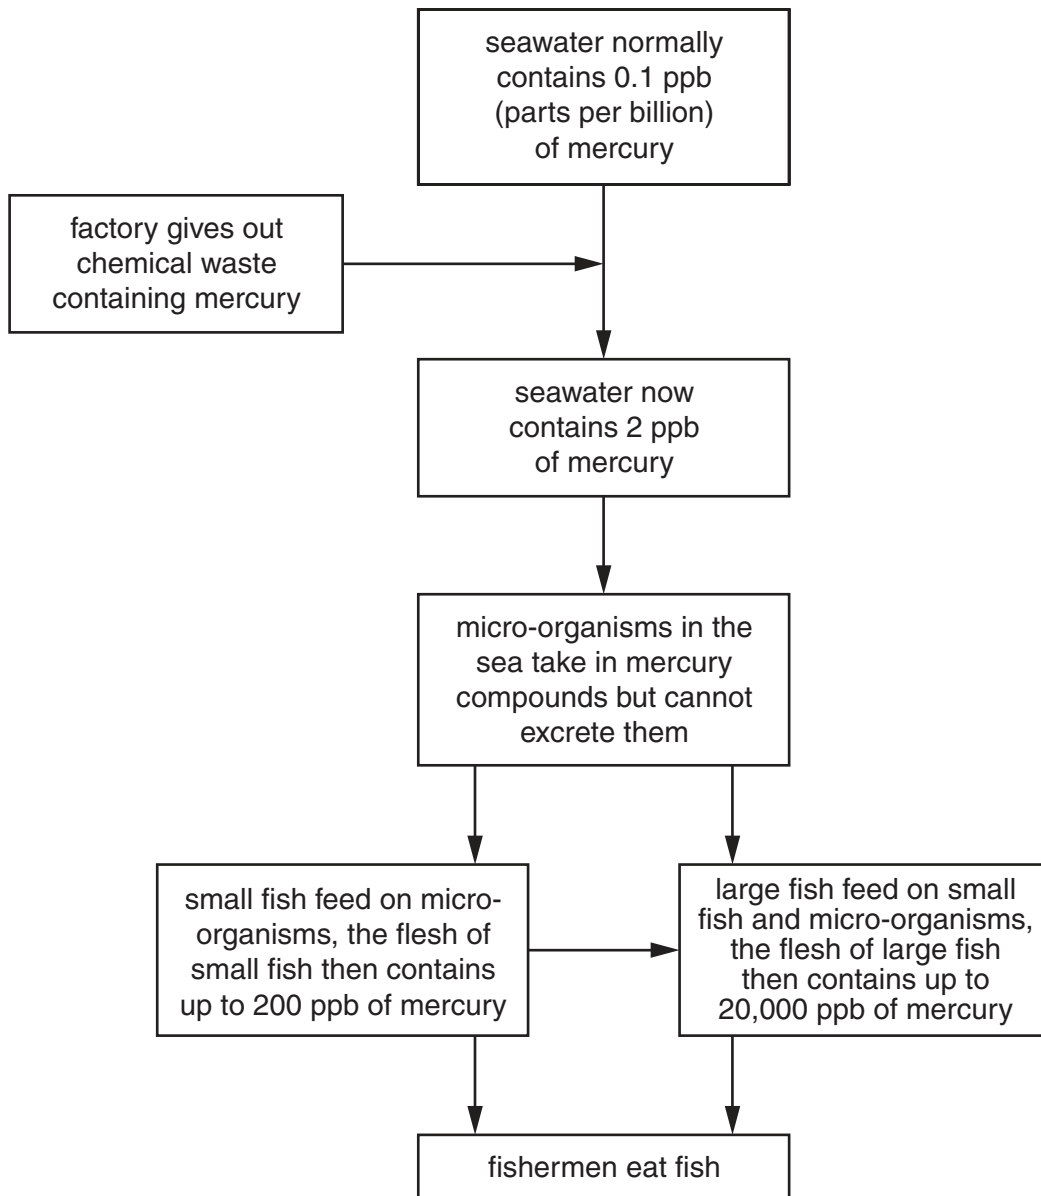 seawater normally
contains 0.1 ppb
(parts per billion)
of mercury
factory gives out
chemical waste
containing mercury
seawater now
contains 2 ppb
of mercury
micro-organisms in the
sea take in mercury
compounds but cannot
excrete them
small fish feed on micro-
organisms, the flesh of
small fish then contains
up to 200 ppb of mercury
large fish feed on small
fish and micro-organisms,
the flesh of large fish
then contains up to
20,000 ppb of mercury
fishermen eat fish